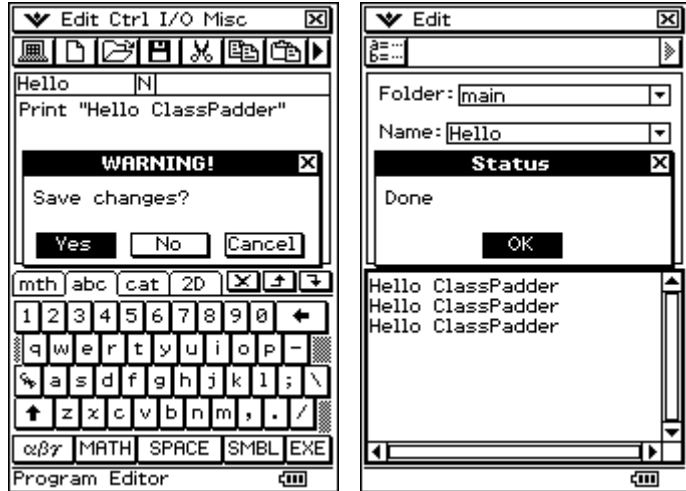 Edit Ctrl I/O Misc
Hello N
Print "Hello ClassPadder"
WARNING!
Save changes?
Yes No Cancel
mth abc cat 2D
1 2 3 4 5 6 7 8 9 0
q w e r t y u i o p -
a s d f g h j k l ; \
z x c v b n m , . /
αβγ MATH SPACE SMBL EXE
Program Editor
Edit
Folder: main
Name: Hello
Status
Done
OK
Hello ClassPadder
Hello ClassPadder
Hello ClassPadder